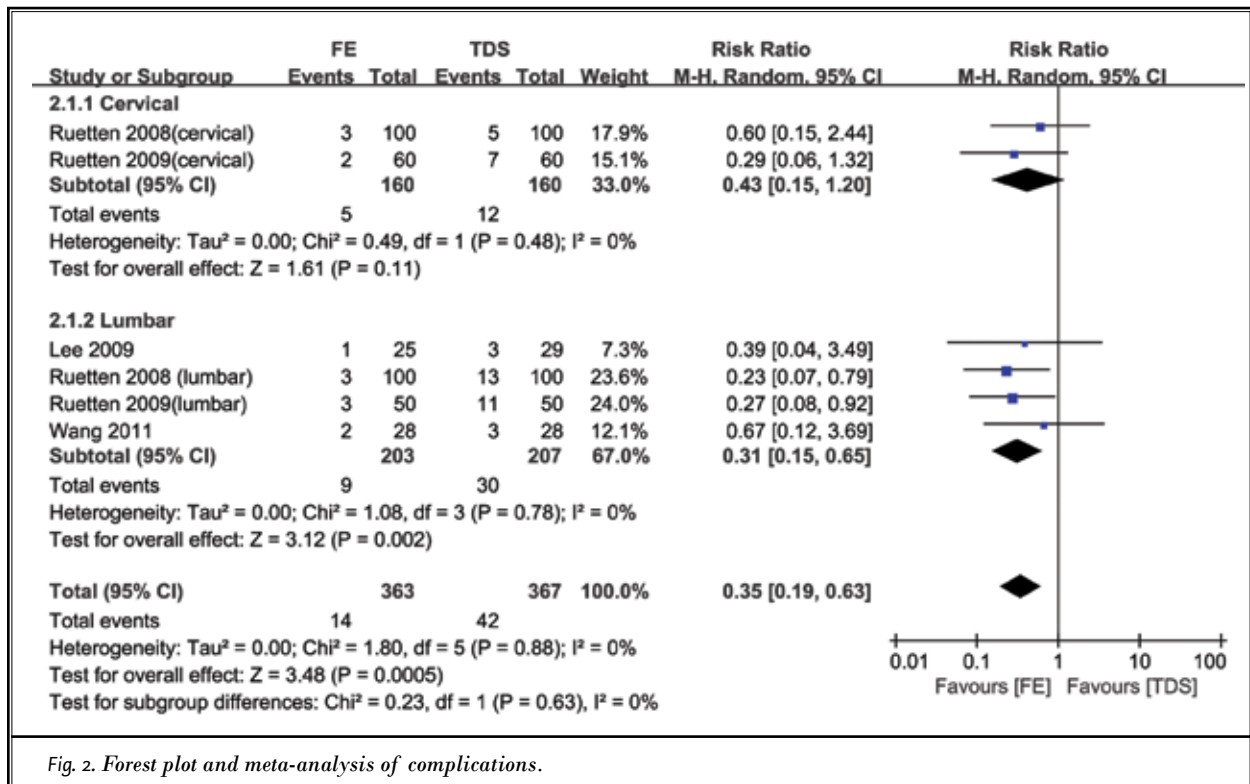 FE TDS Risk Ratio Risk Ratio
Study or Subgroup Events Total Events Total Weight M-H, Random, 95% CI M-H, Random, 95% CI
2.1.1 Cervical
Ruetten 2008(cervical) 3 100 5 100 17.9% 0.60 [0.15, 2.44]
Ruetten 2009(cervical) 2 60 7 60 15.1% 0.29 [0.06, 1.32]
Subtotal (95% CI) 160 160 33.0% 0.43 [0.15, 1.20]
Total events 5 12
Heterogeneity: Tau² = 0.00; Chi² = 0.49, df = 1 (P = 0.48); I² = 0%
Test for overall effect: Z = 1.61 (P = 0.11)
2.1.2 Lumbar
Lee 2009 1 25 3 29 7.3% 0.39 [0.04, 3.49]
Ruetten 2008 (lumbar) 3 100 13 100 23.6% 0.23 [0.07, 0.79]
Ruetten 2009(lumbar) 3 50 11 50 24.0% 0.27 [0.08, 0.92]
Wang 2011 2 28 3 28 12.1% 0.67 [0.12, 3.69]
Subtotal (95% CI) 203 207 67.0% 0.31 [0.15, 0.65]
Total events 9 30
Heterogeneity: Tau² = 0.00; Chi² = 1.08, df = 3 (P = 0.78); I² = 0%
Test for overall effect: Z = 3.12 (P = 0.002)
Total (95% CI) 363 367 100.0% 0.35 [0.19, 0.63]
Total events 14 42
Heterogeneity: Tau² = 0.00; Chi² = 1.80, df = 5 (P = 0.88); I² = 0%
Test for overall effect: Z = 3.48 (P = 0.0005)
Test for subgroup differences: Chi² = 0.23, df = 1 (P = 0.63), I² = 0%
0.01 0.1 1 10 100
Favours [FE] Favours [TDS]
Fig. 2. Forest plot and meta-analysis of complications.